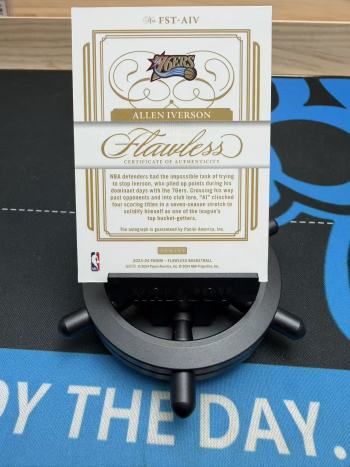 No. FST-AIV
76ERS
ALLEN IVERSON
Flawless
CERTIFICATE OF AUTHENTICITY
NBA defenders had the impossible task of trying
to stop Iverson, who piled up points during his
dominant days with the 76ers. Crossing his way
past opponents and into club lore, "AI" clinched
four scoring titles in a seven-season stretch to
solidify himself as one of the league's
top bucket-getters.
The autograph is guaranteed by Panini America, Inc.
PANINI
NBA
2023-24 PANINI – FLAWLESS BASKETBALL
Y THE DAY.